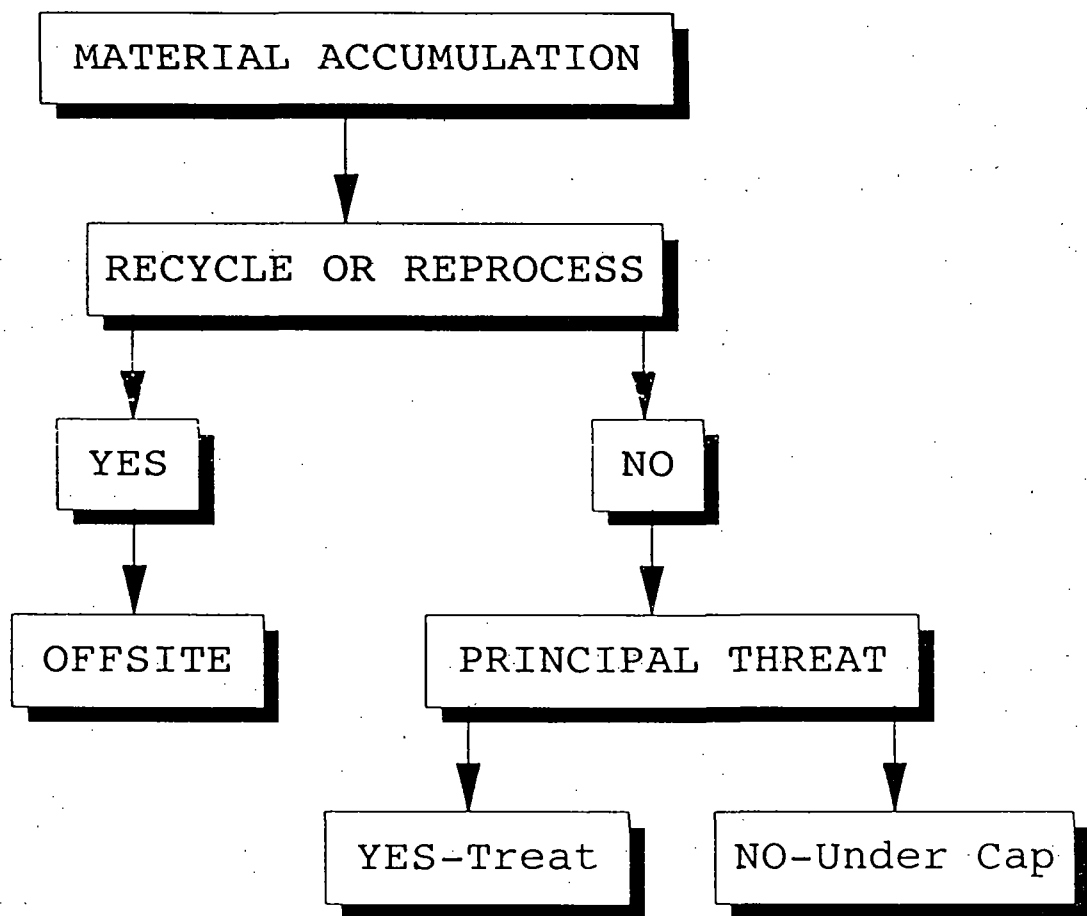 MATERIAL ACCUMULATION
RECYCLE OR REPROCESS
YES
NO
OFFSITE
PRINCIPAL THREAT
YES-Treat
NO-Under Cap